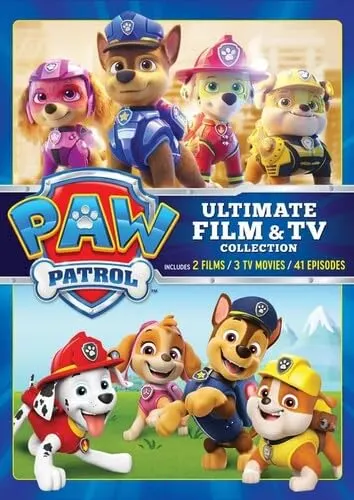 PAW
PATROL
ULTIMATE
FILM & TV
COLLECTION
INCLUDES 2 FILMS / 3 TV MOVIES / 41 EPISODES